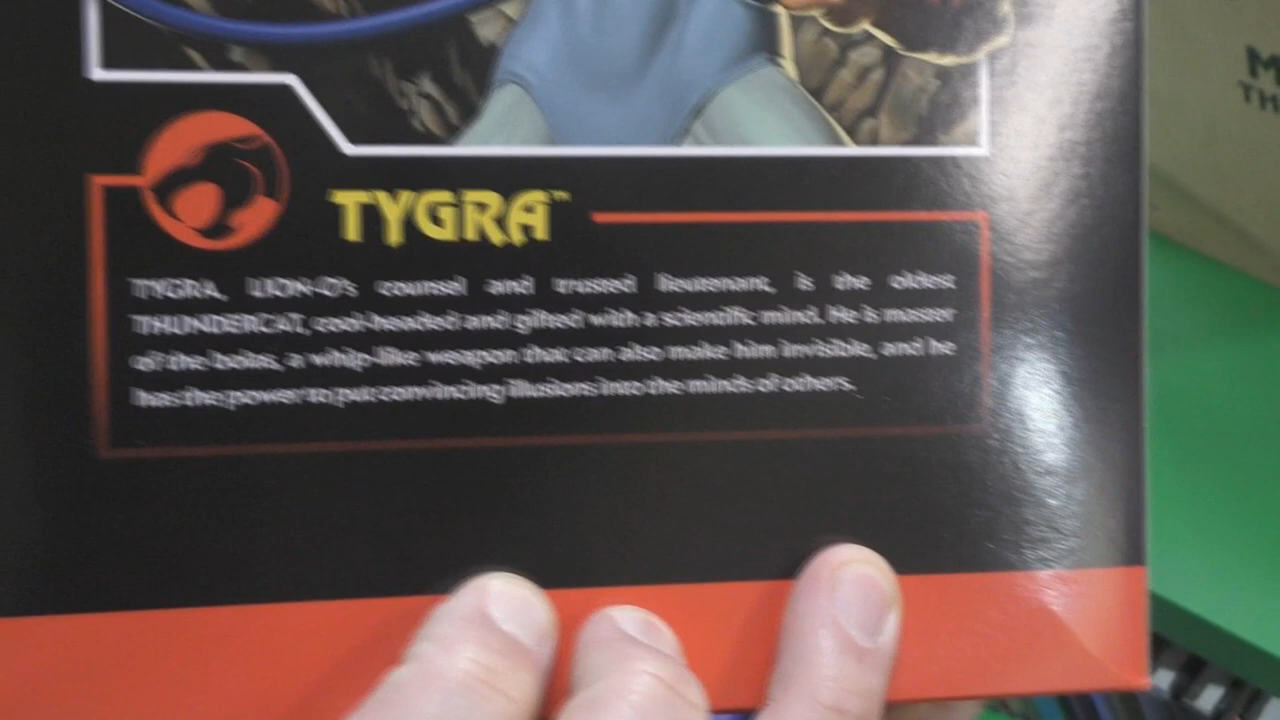 TYGRA™
TYGRA, LION-O's counsel and trusted lieutenant, is the oldest
THUNDERCAT, cool-headed and gifted with a scientific mind. He is master
of the bolas, a whip-like weapon that can also make him invisible, and he
has the power to put convincing illusions into the minds of others.
M
TH